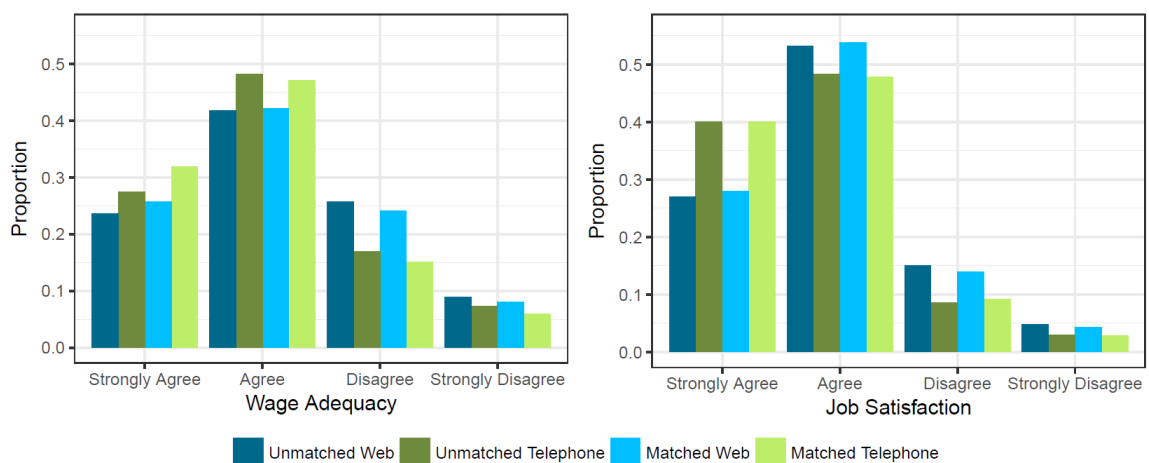 Proportion
0.5
0.4
0.3
0.2
0.1
0.0
Strongly Agree Agree Disagree Strongly Disagree
Wage Adequacy
Proportion
0.5
0.4
0.3
0.2
0.1
0.0
Strongly Agree Agree Disagree Strongly Disagree
Job Satisfaction
Unmatched Web Unmatched Telephone Matched Web Matched Telephone